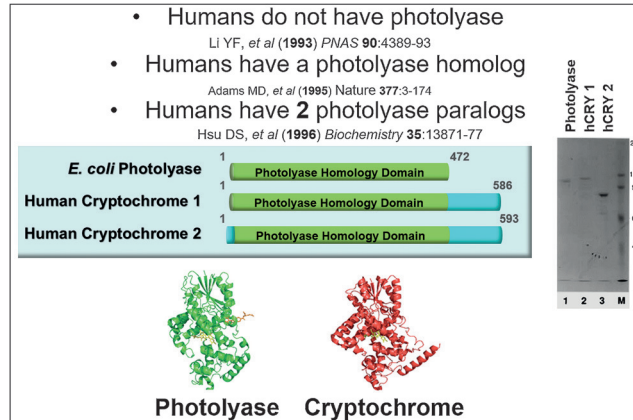 • Humans do not have photolyase
Li YF, et al (1993) PNAS 90:4389-93
• Humans have a photolyase homolog
Adams MD, et al (1995) Nature 377:3-174
• Humans have 2 photolyase paralogs
Hsu DS, et al (1996) Biochemistry 35:13871-77
1 472
E. coli Photolyase Photolyase Homology Domain
1 586
Human Cryptochrome 1 Photolyase Homology Domain
1 593
Human Cryptochrome 2 Photolyase Homology Domain
Photolyase
hCRY 1
hCRY 2
1 2 3 M
Photolyase Cryptochrome